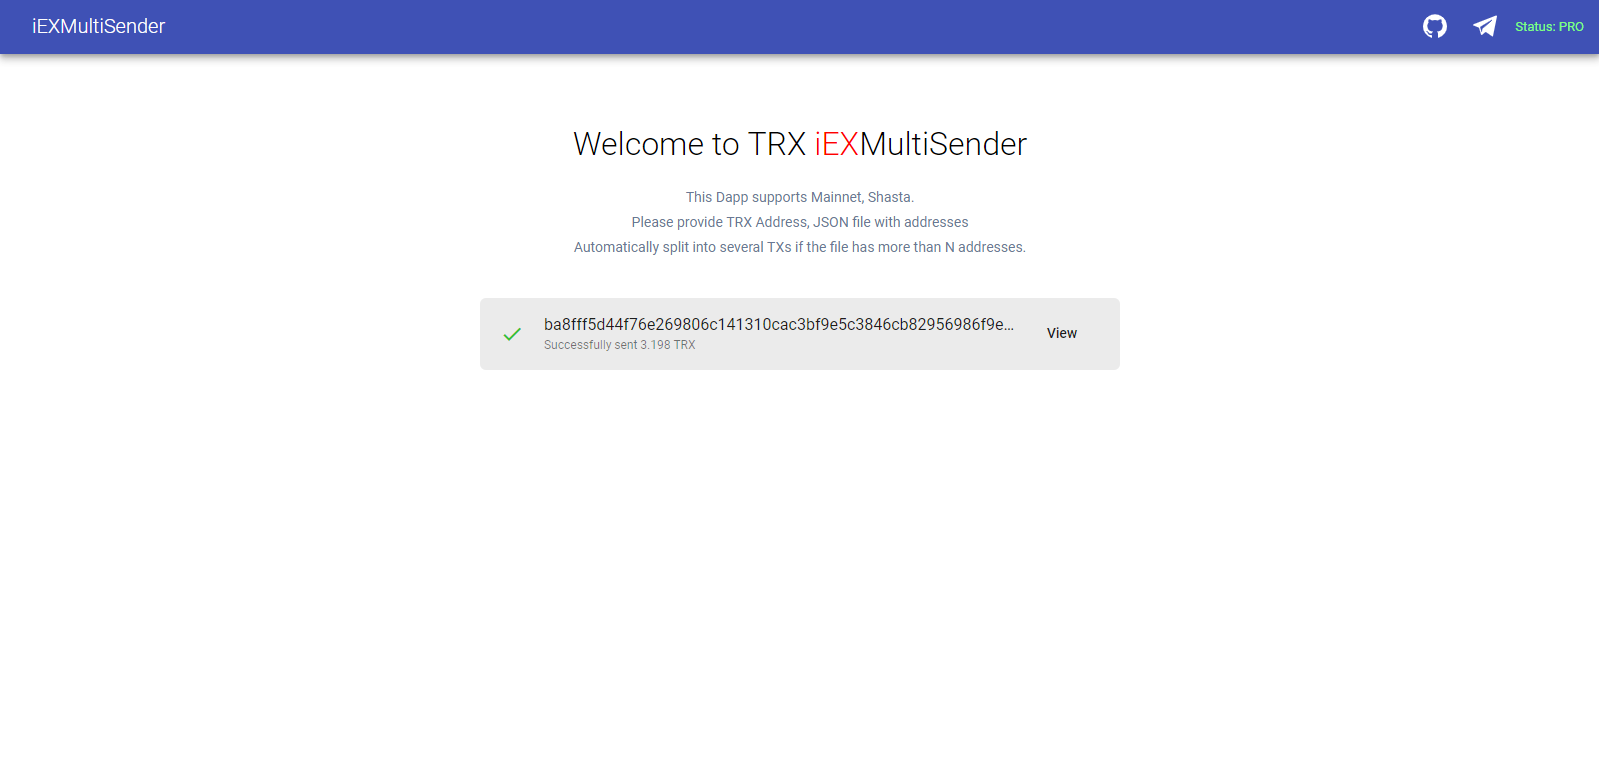 iEXMultiSender
Status: PRO
Welcome to TRX iEXMultiSender
This Dapp supports Mainnet, Shasta.
Please provide TRX Address, JSON file with addresses
Automatically split into several TXs if the file has more than N addresses.
ba8fff5d44f76e269806c141310cac3bf9e5c3846cb82956986f9e...
View
Successfully sent 3.198 TRX